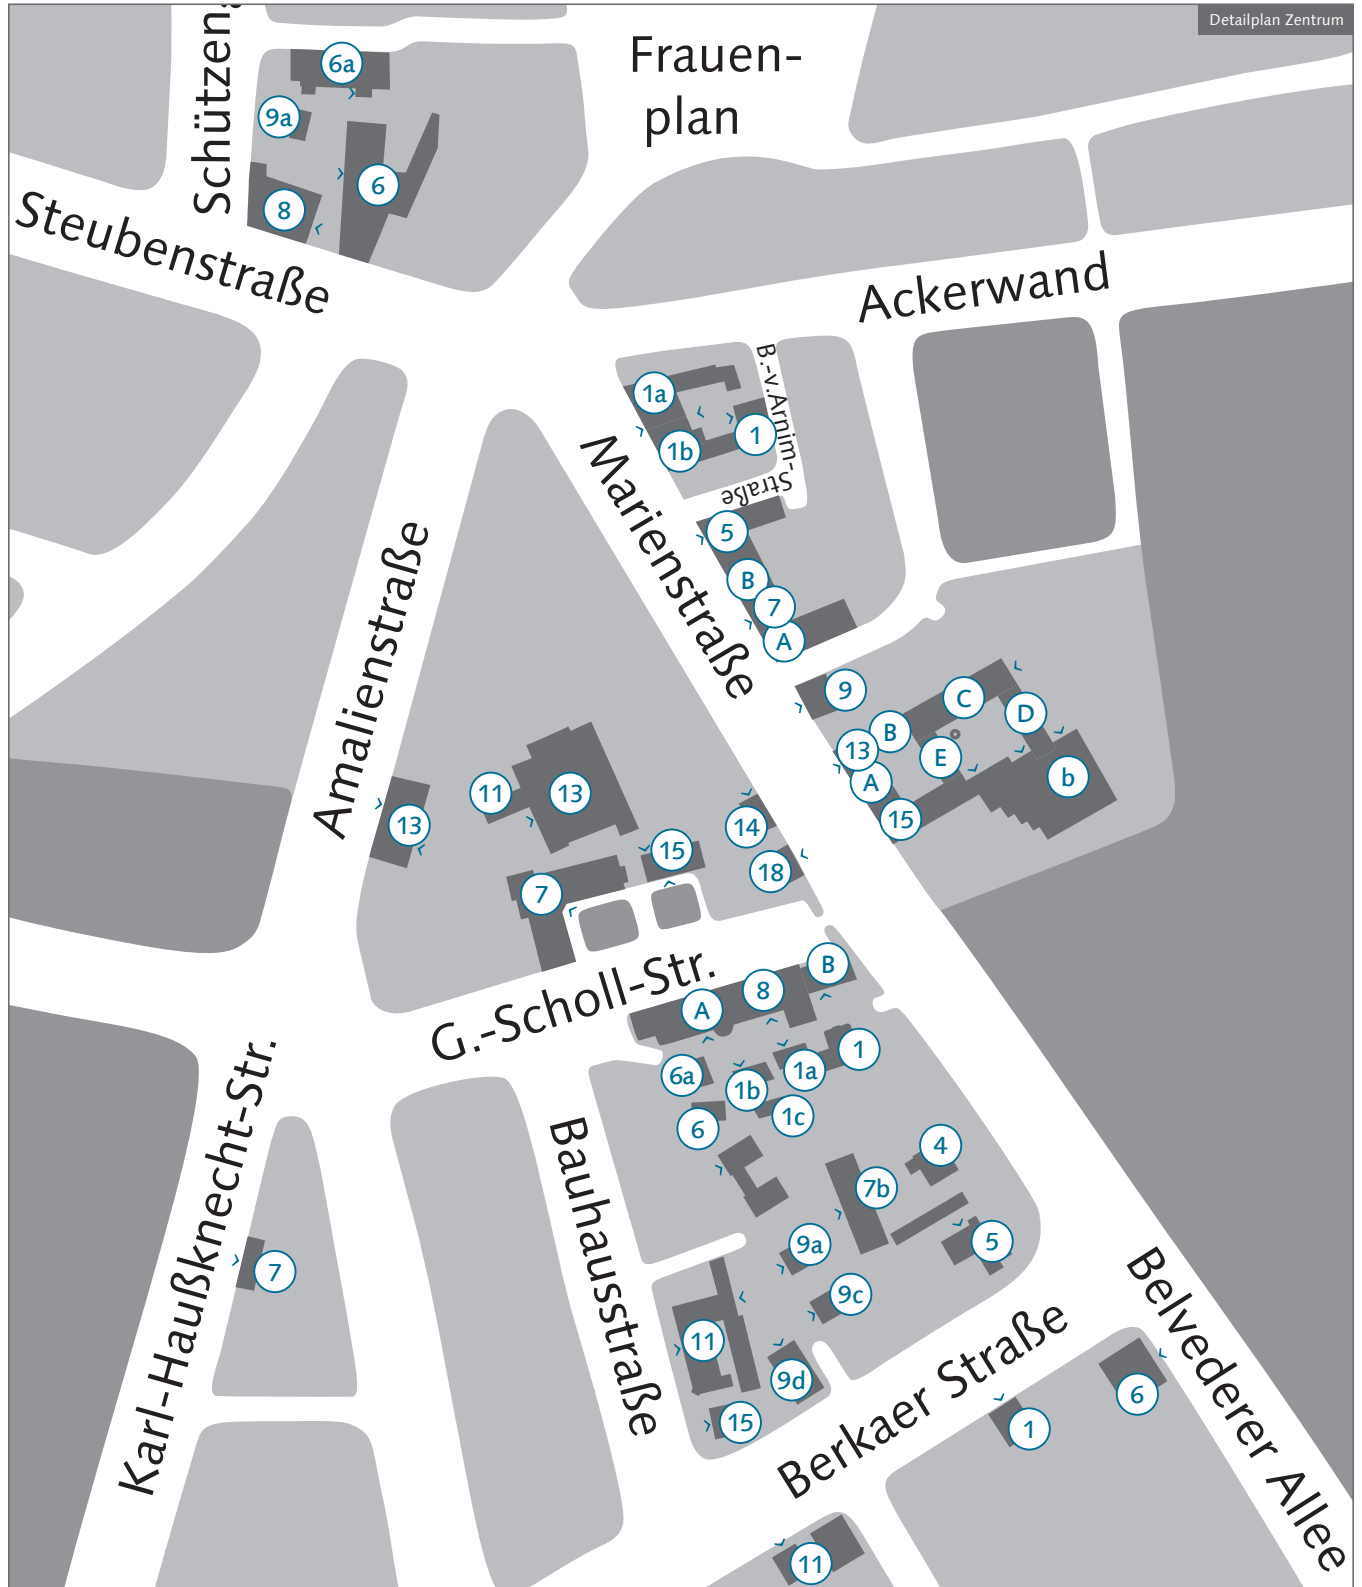 Detailplan Zentrum
Schützen
Frauen-
plan
6a
9a
6
8
Steubenstraße
Ackerwand
B.-v.Arnim-
Straße
1a
1
1b
Marienstraße
5
B
7
A
Amalienstraße
9
C
D
B
13
E
A
b
15
11
13
13
14
15
18
7
G.-Scholl-Str.
B
8
A
1
6a
1a
1b
1c
6
Karl-Haußknecht-Str.
Bauhausstraße
4
7b
5
9a
7
9c
11
9d
15
Belvederer Allee
Berkaer Straße
6
1
11